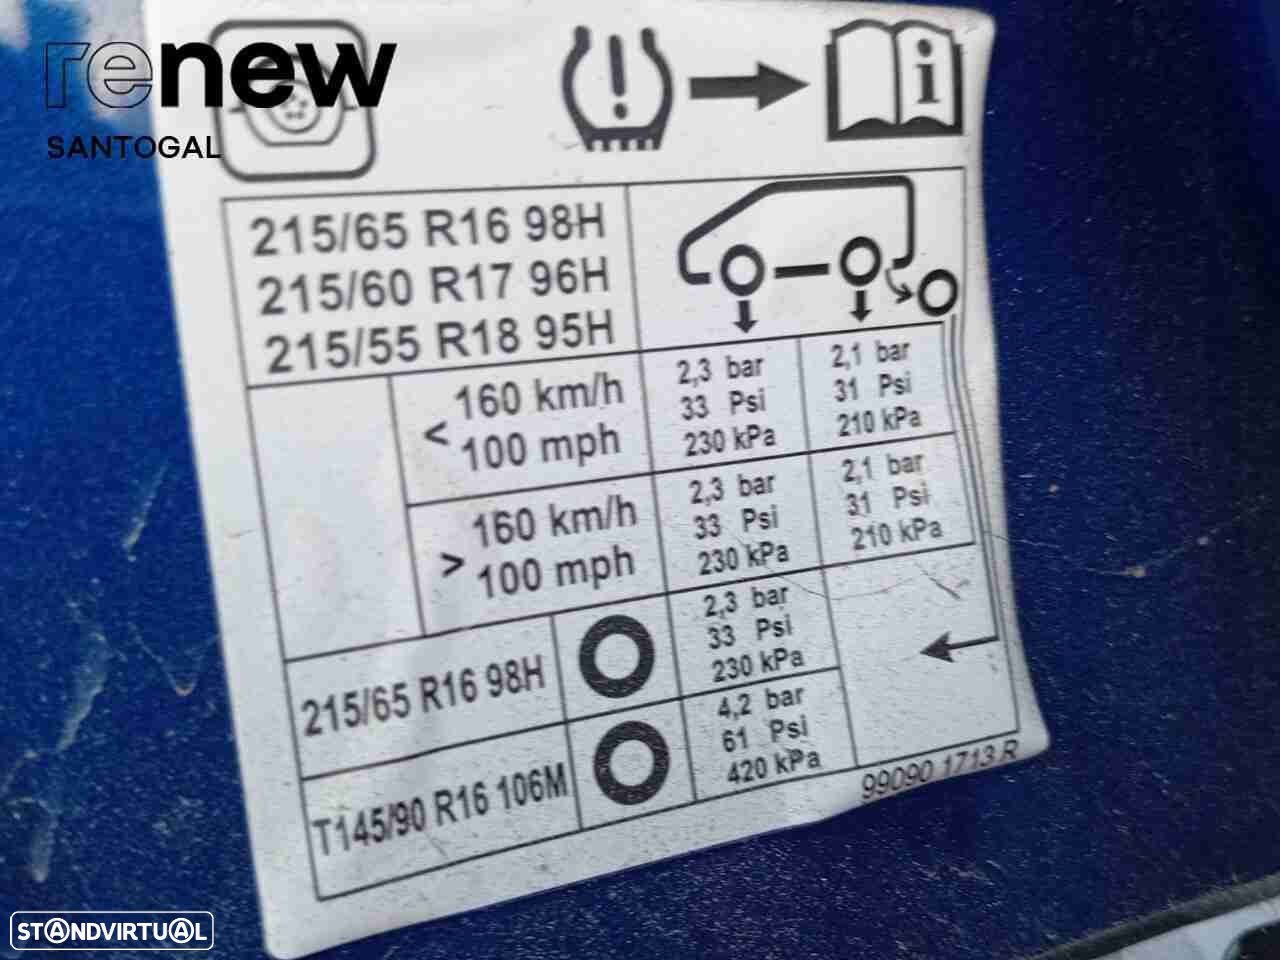 renew
SANTOGAL
! i
215/65 R16 98H
215/60 R17 96H
215/55 R18 95H
< 160 km/h
100 mph
2,3 bar
33 Psi
230 kPa
2,1 bar
31 Psi
210 kPa
> 160 km/h
100 mph
2,3 bar
33 Psi
230 kPa
2,1 bar
31 Psi
210 kPa
215/65 R16 98H
2,3 bar
33 Psi
230 kPa
T145/90 R16 106M
4,2 bar
61 Psi
420 kPa
99090 1713 R
STANDVIRTUAL